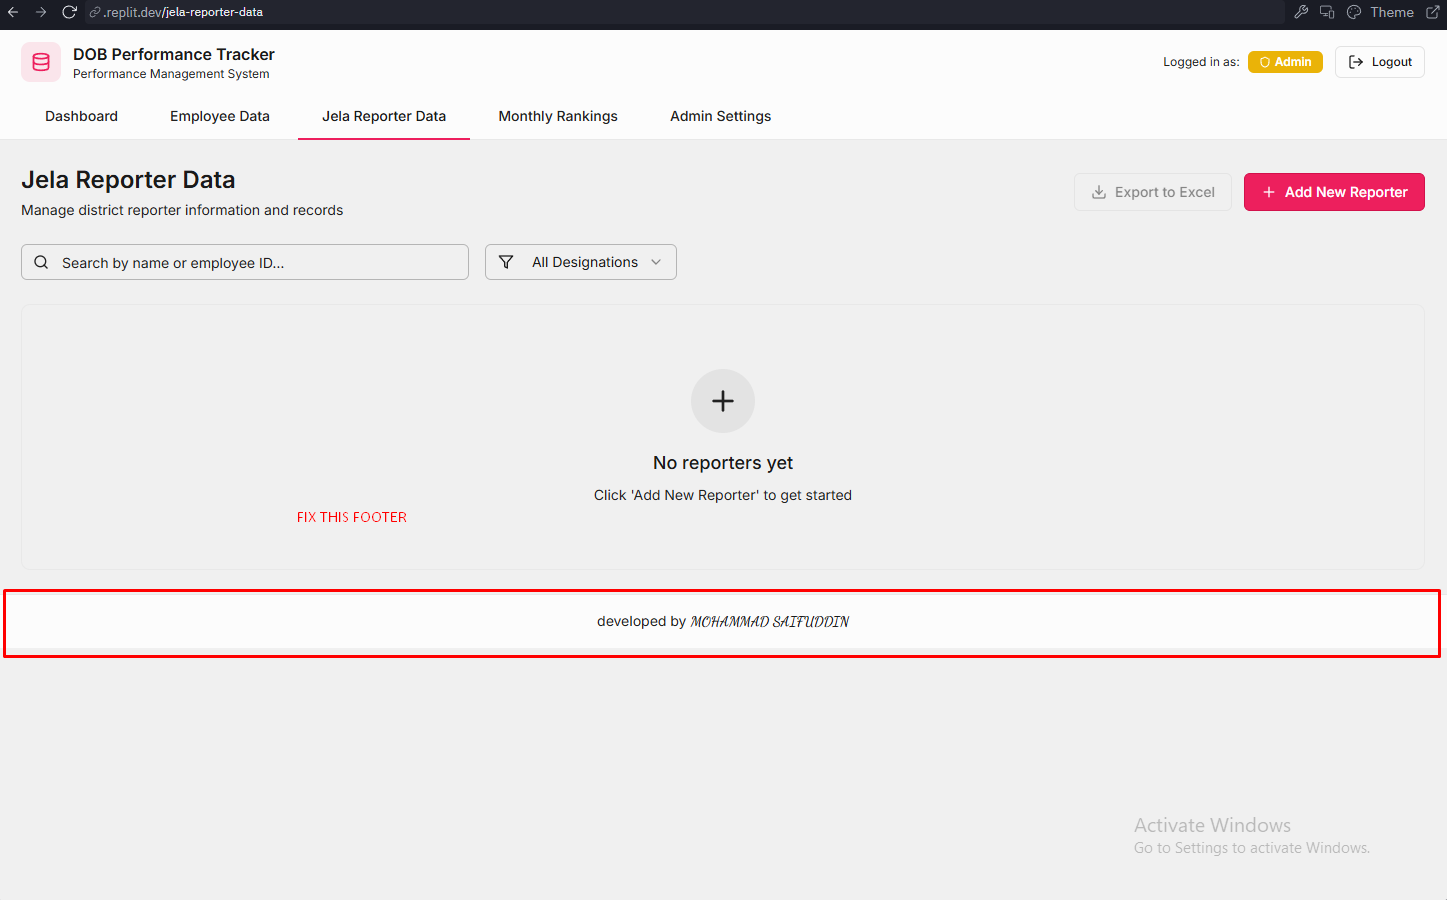 .replit.dev/jela-reporter-data
Theme
DOB Performance Tracker
Performance Management System
Logged in as:
Admin
Logout
Dashboard
Employee Data
Jela Reporter Data
Monthly Rankings
Admin Settings
Jela Reporter Data
Manage district reporter information and records
Export to Excel
Add New Reporter
Search by name or employee ID...
All Designations
No reporters yet
Click 'Add New Reporter' to get started
FIX THIS FOOTER
developed by MOHAMMAD SAIFUDDIN
Activate Windows
Go to Settings to activate Windows.